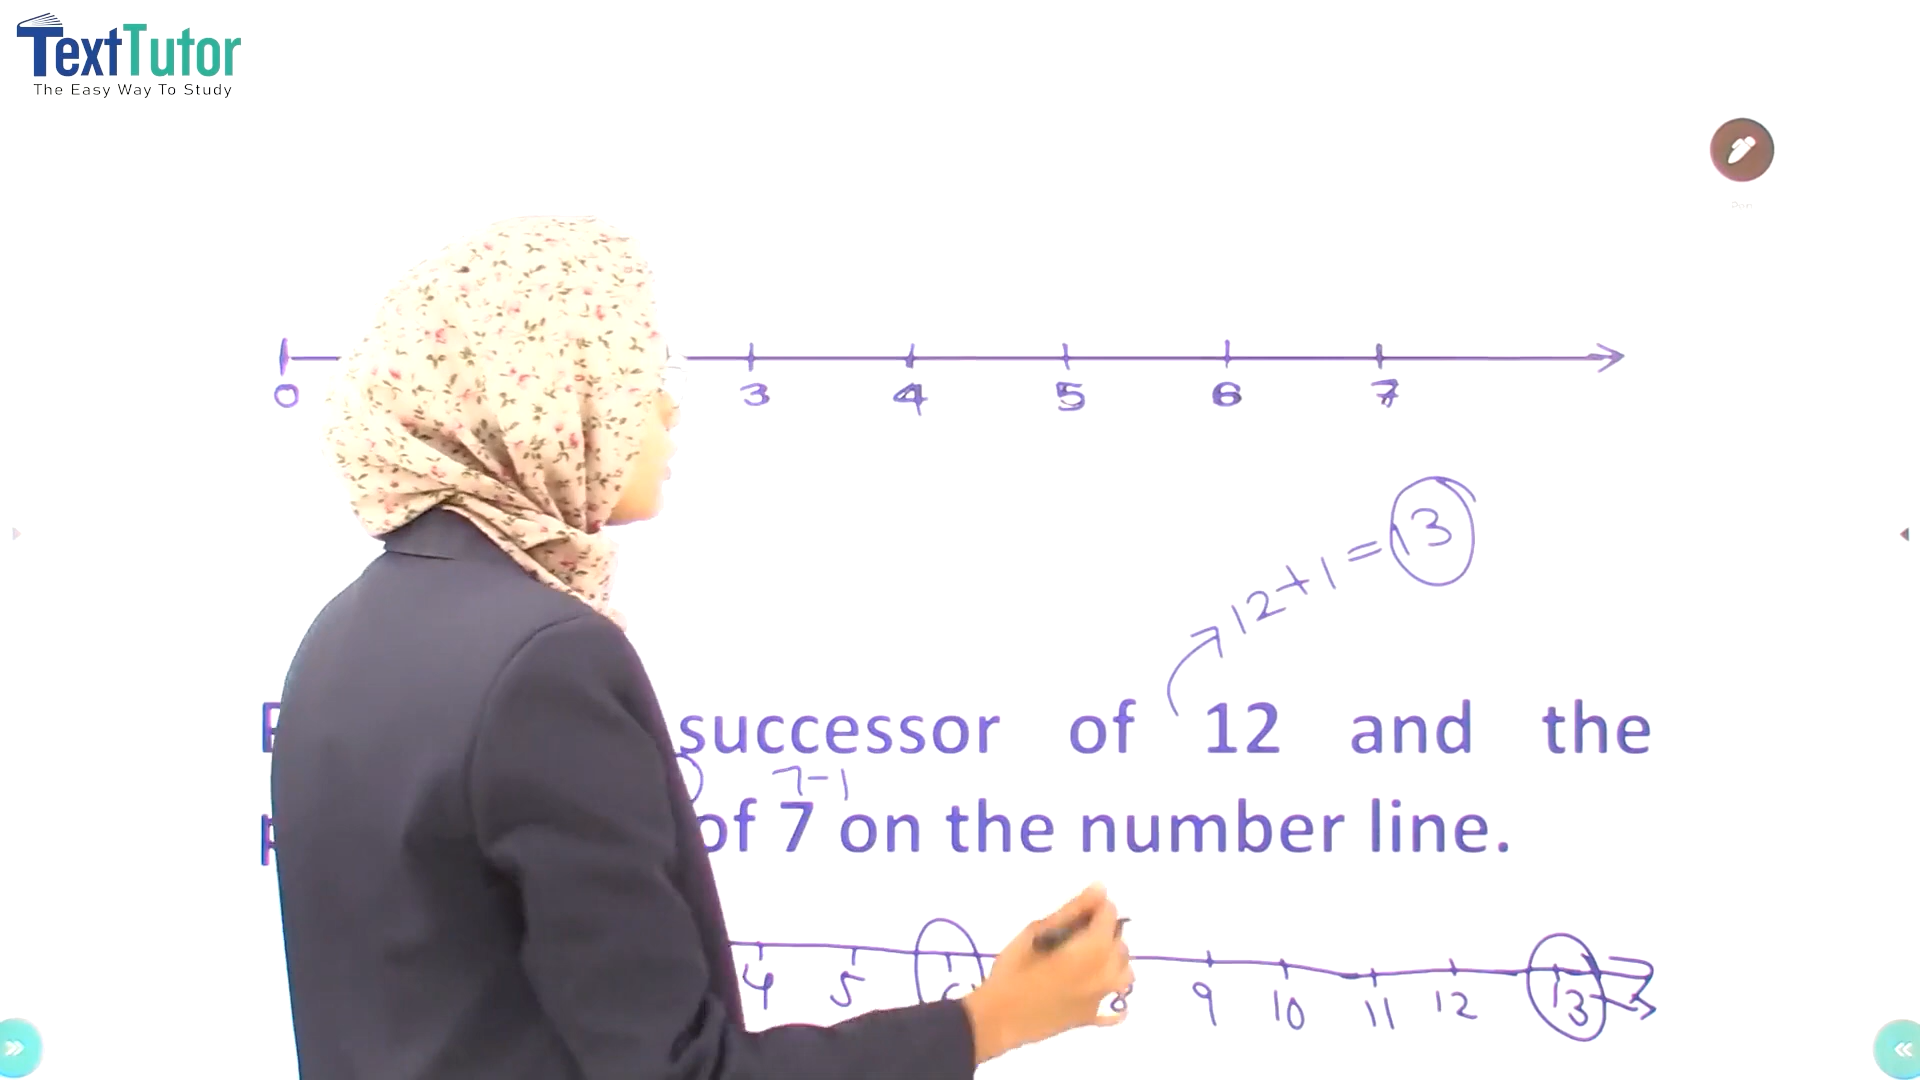 TextTutor
The Easy Way To Study
0 3 4 5 6 7
12+1=13
successor of 12 and the
7-1
of 7 on the number line.
4 5 8 9 10 11 12 13